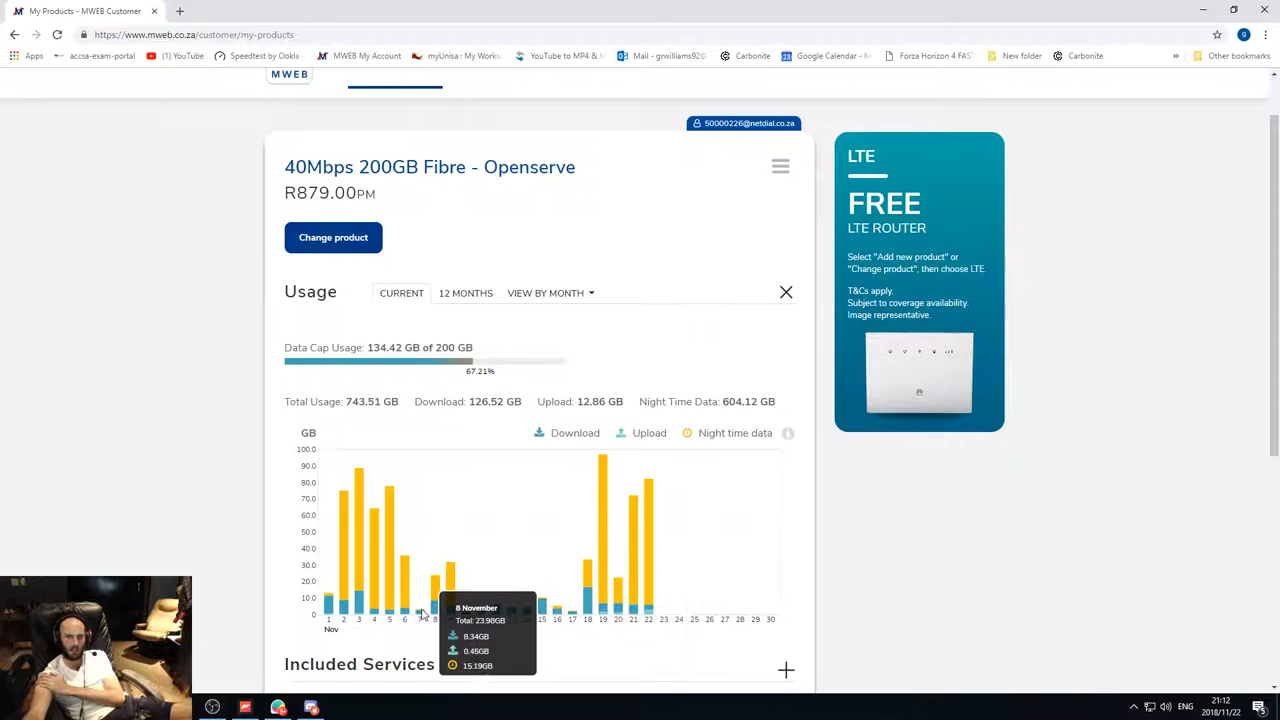 My Products - MWEB Customer
https://www.mweb.co.za/customer/my-products
Apps
accsa-exam-portal
(1) YouTube
Speedtest by Ookla
MWEB My Account
myUnisa : My Works
YouTube to MP4 &
Mail - grwilliams92@
Carbonite
Google Calendar - M
Forza Horizon 4 FAS
New folder
Carbonite
»
Other bookmarks
MWEB
50000226@netdial.co.za
40Mbps 200GB Fibre - Openserve
R879.00PM
Change product
Usage
CURRENT
12 MONTHS
VIEW BY MONTH
Data Cap Usage: 134.42 GB of 200 GB
67.21%
Total Usage: 743.51 GB Download: 126.52 GB Upload: 12.86 GB Night Time Data: 604.12 GB
GB
Download
Upload
Night time data
100.0
90.0
80.0
70.0
60.0
50.0
40.0
30.0
20.0
10.0
0
1 2 3 4 5 6 7 8 15 16 17 18 19 20 21 22 23 24 25 26 27 28 29 30
Nov
8 November
Total: 23.98GB
8.34GB
0.45GB
15.19GB
Included Services
LTE
FREE
LTE ROUTER
Select "Add new product" or
"Change product", then choose LTE.
T&Cs apply.
Subject to coverage availability.
Image representative.
ENG
21:12
2018/11/22